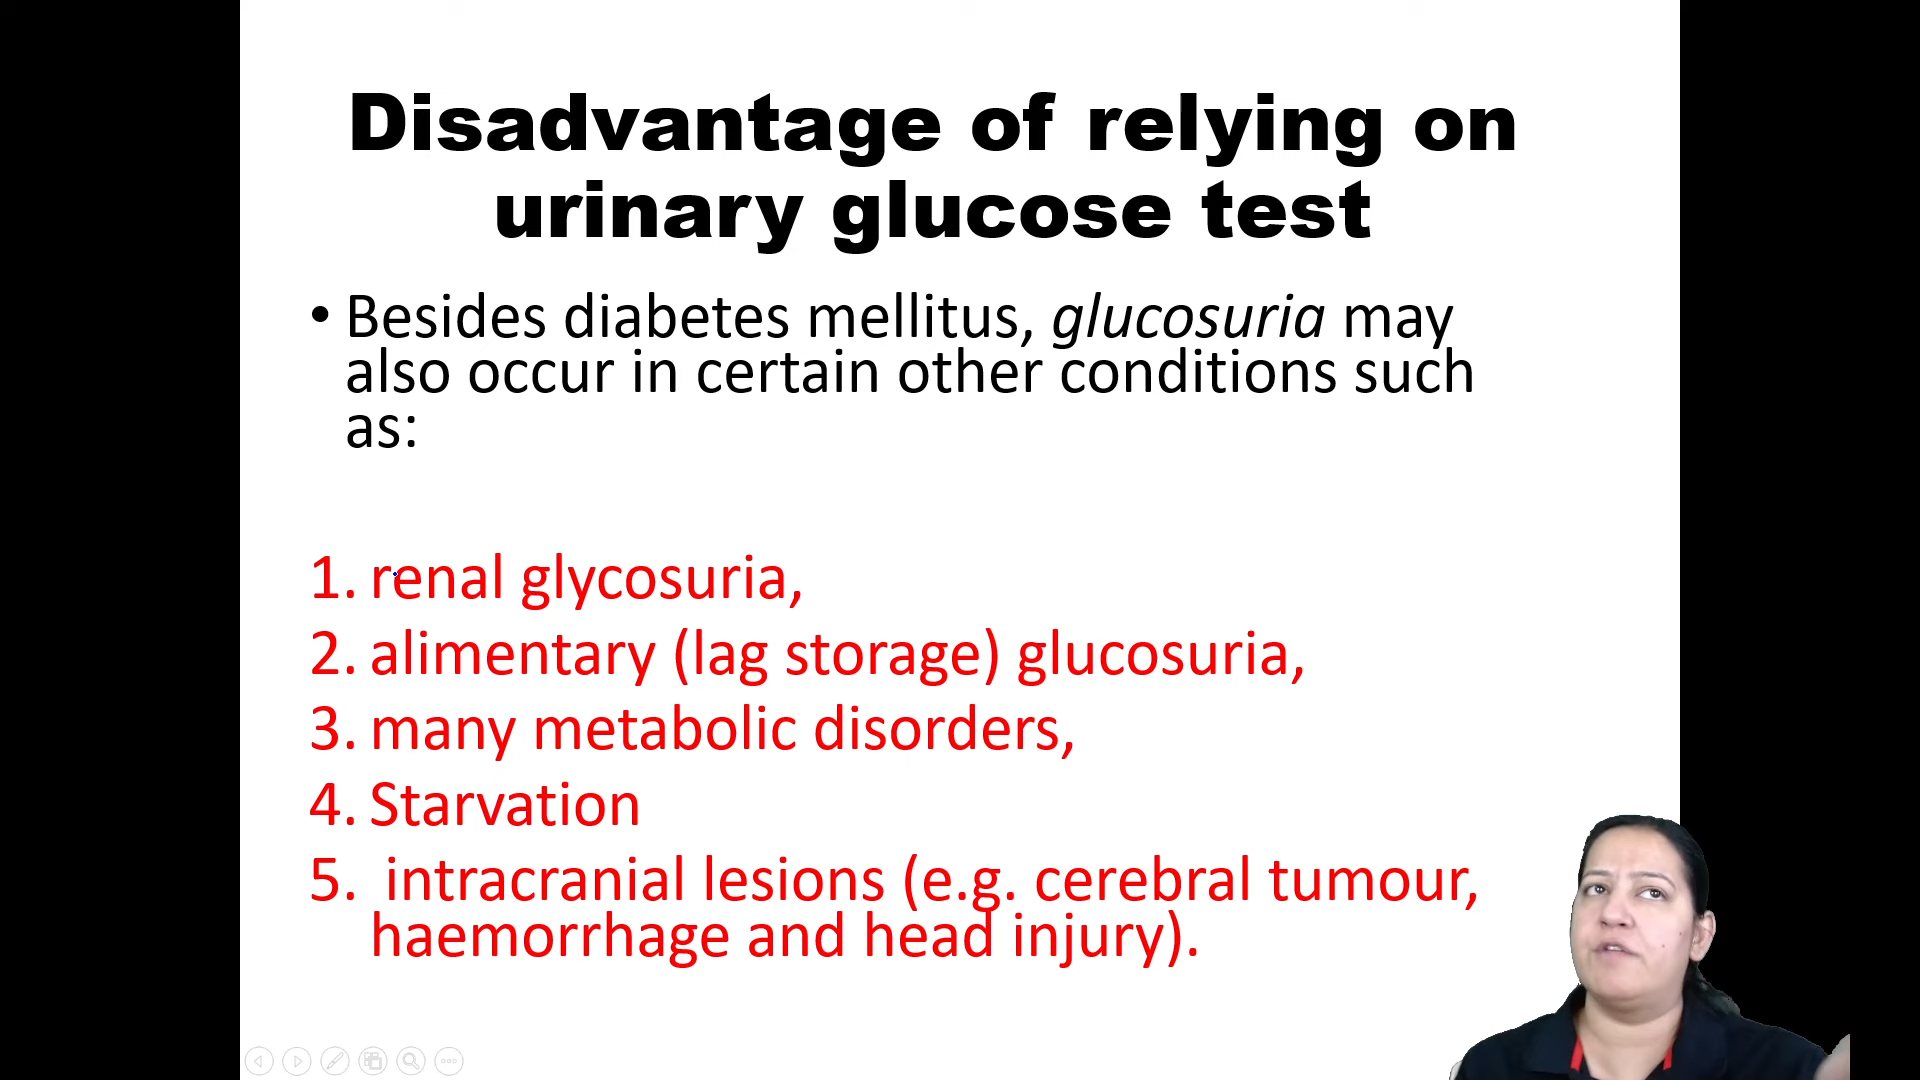 Disadvantage of relying on
urinary glucose test
• Besides diabetes mellitus, glucosuria may
also occur in certain other conditions such
as:
1. renal glycosuria,
2. alimentary (lag storage) glucosuria,
3. many metabolic disorders,
4. Starvation
5. intracranial lesions (e.g. cerebral tumour,
haemorrhage and head injury).